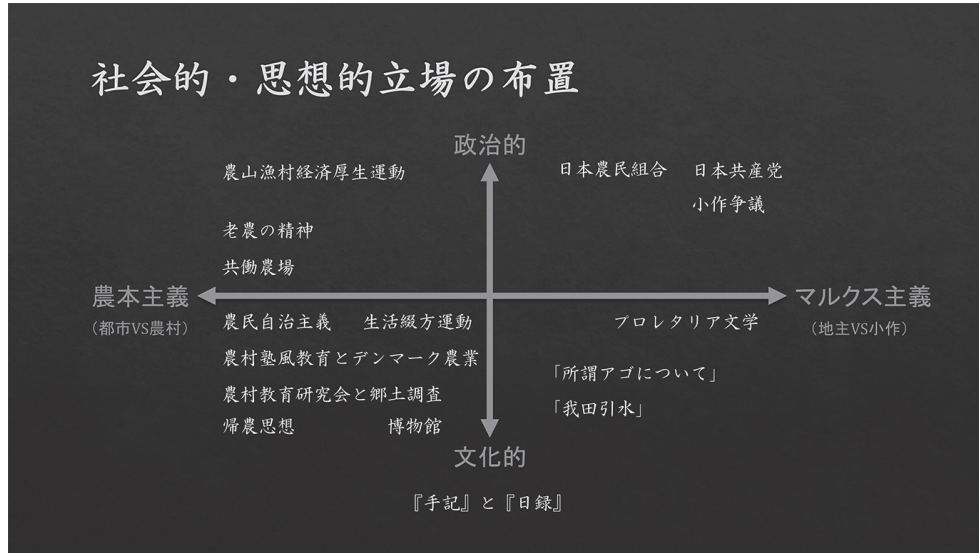 社会的・思想的立場の布置
政治的
農山漁村経済厚生運動
日本農民組合 日本共産党
小作争議
老農の精神
共働農場
農本主義
（都市VS農村）
マルクス主義
（地主VS小作）
農民自治主義 生活綴方運動
プロレタリア文学
農村塾風教育とデンマーク農業
「所謂アゴについて」
農村教育研究会と郷土調査
「我田引水」
帰農思想 博物館
文化的
『手記』と『日録』